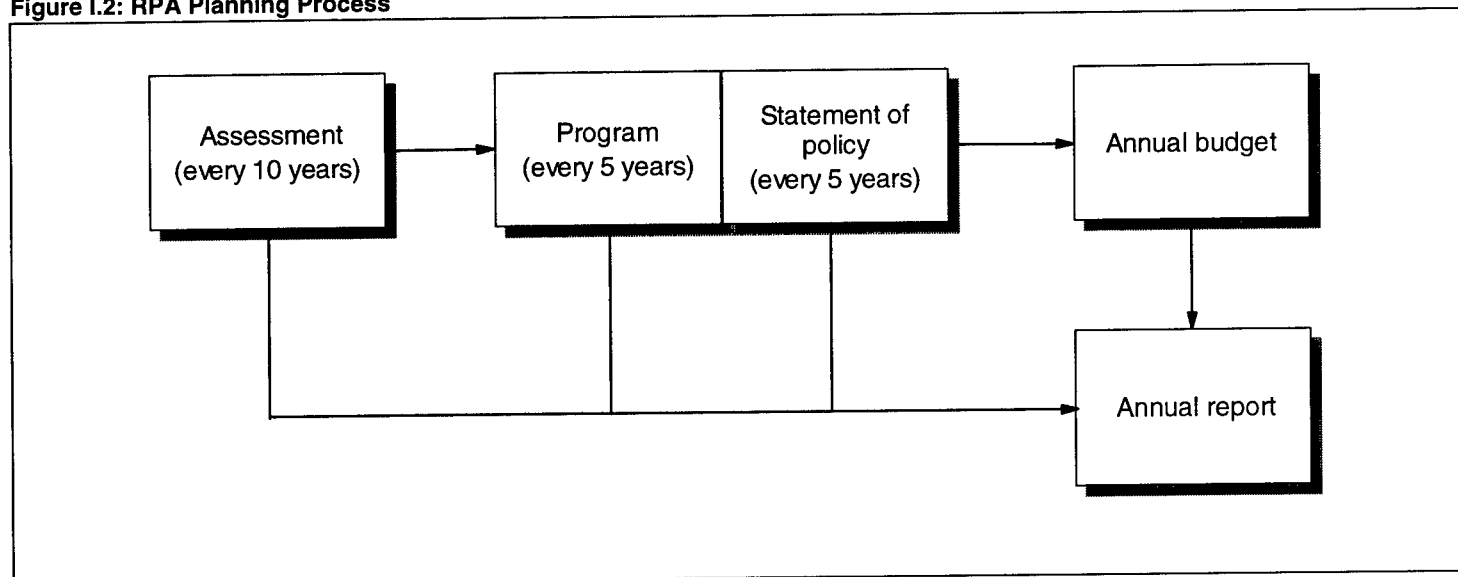 Figure I.2: RPA Planning Process
Assessment
(every 10 years)
Program
(every 5 years)
Statement of
policy
(every 5 years)
Annual budget
Annual report